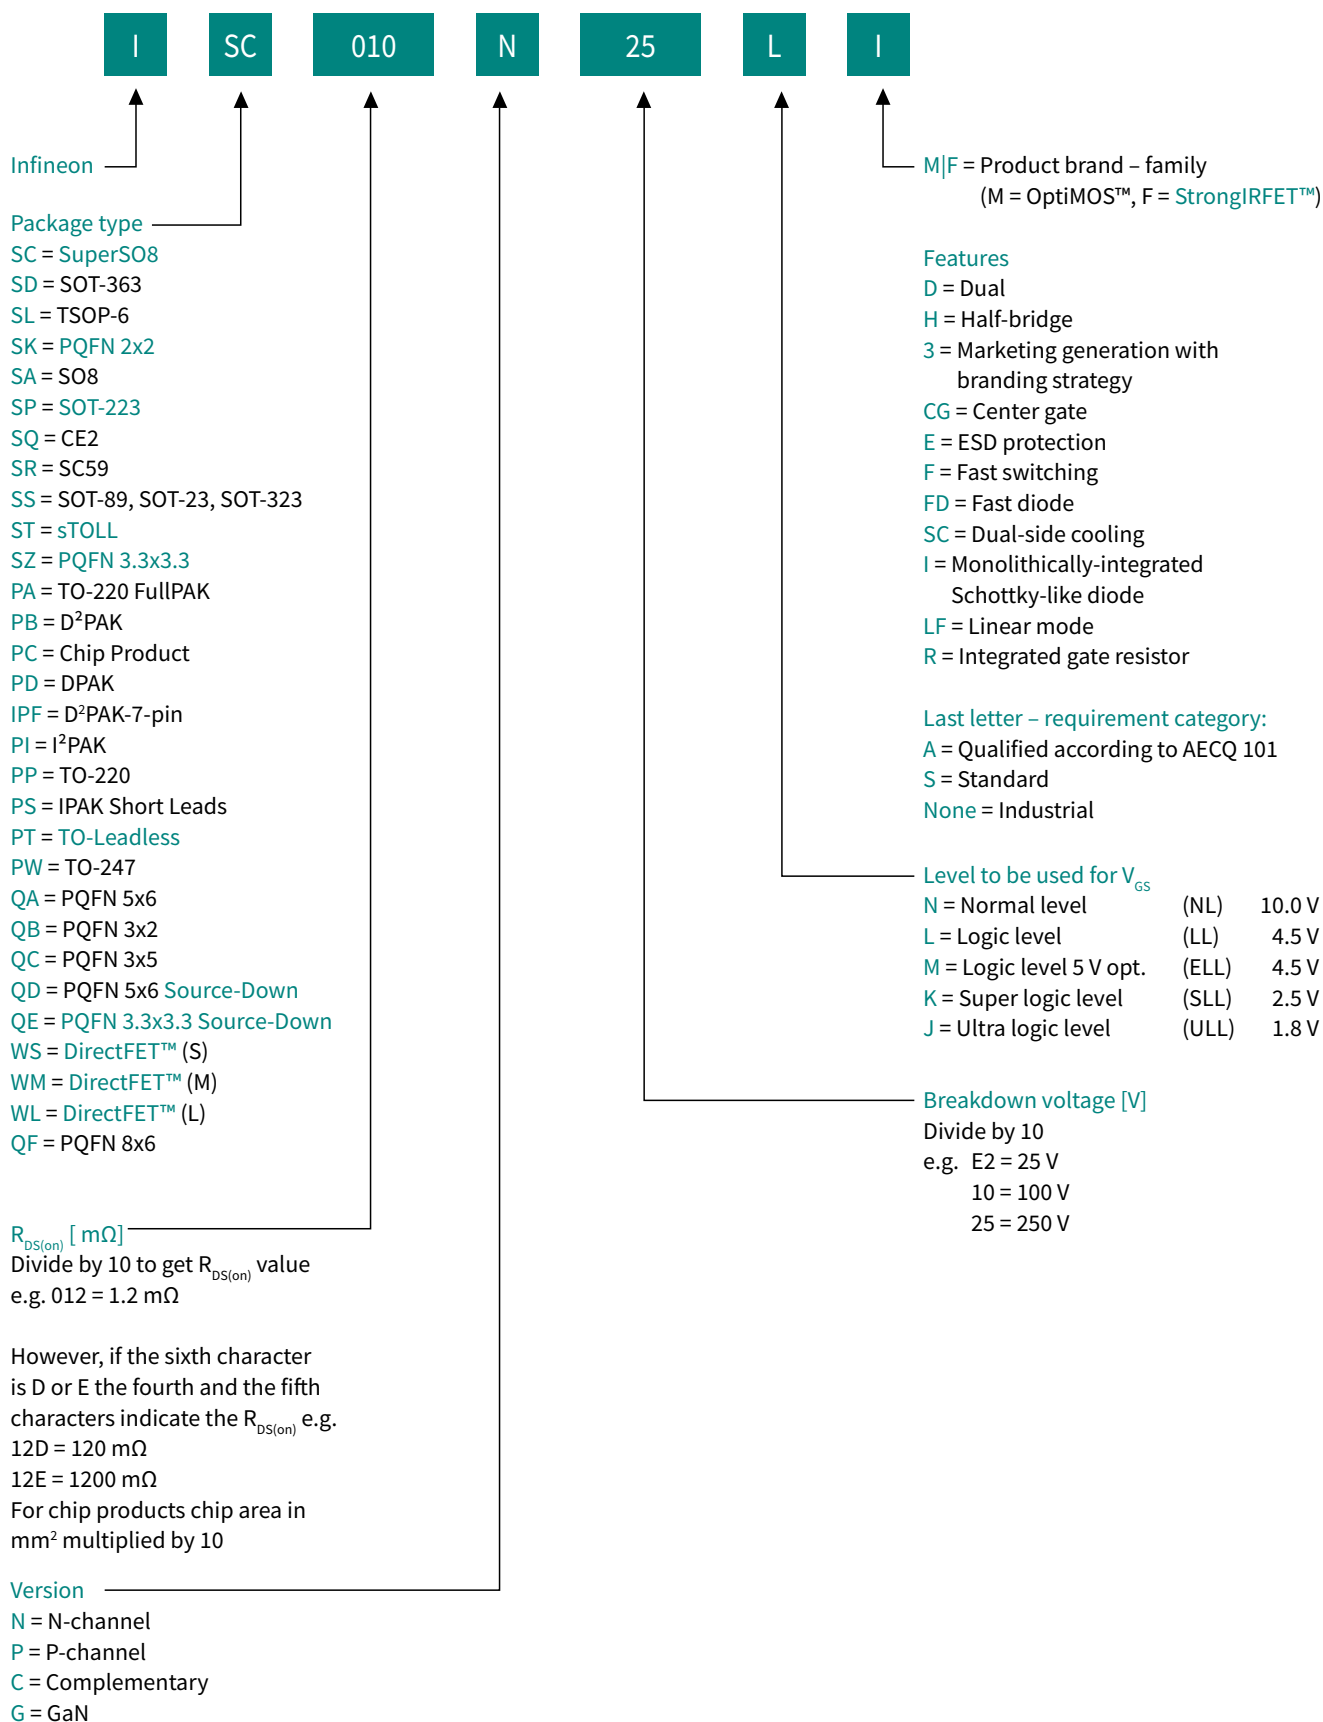 I SC 010 N 25 L I
Infineon
Package type
SC = SuperSO8
SD = SOT-363
SL = TSOP-6
SK = PQFN 2x2
SA = SO8
SP = SOT-223
SQ = CE2
SR = SC59
SS = SOT-89, SOT-23, SOT-323
ST = sTOLL
SZ = PQFN 3.3x3.3
PA = TO-220 FullPAK
PB = D²PAK
PC = Chip Product
PD = DPAK
IPF = D²PAK-7-pin
PI = I²PAK
PP = TO-220
PS = IPAK Short Leads
PT = TO-Leadless
PW = TO-247
QA = PQFN 5x6
QB = PQFN 3x2
QC = PQFN 3x5
QD = PQFN 5x6 Source-Down
QE = PQFN 3.3x3.3 Source-Down
WS = DirectFET™ (S)
WM = DirectFET™ (M)
WL = DirectFET™ (L)
QF = PQFN 8x6
R_DS(on) [ mΩ]
Divide by 10 to get R_DS(on) value
e.g. 012 = 1.2 mΩ
However, if the sixth character
is D or E the fourth and the fifth
characters indicate the R_DS(on) e.g.
12D = 120 mΩ
12E = 1200 mΩ
For chip products chip area in
mm² multiplied by 10
Version
N = N-channel
P = P-channel
C = Complementary
G = GaN
M|F = Product brand – family
(M = OptiMOS™, F = StrongIRFET™)
Features
D = Dual
H = Half-bridge
3 = Marketing generation with
branding strategy
CG = Center gate
E = ESD protection
F = Fast switching
FD = Fast diode
SC = Dual-side cooling
I = Monolithically-integrated
Schottky-like diode
LF = Linear mode
R = Integrated gate resistor
Last letter – requirement category:
A = Qualified according to AECQ 101
S = Standard
None = Industrial
Level to be used for V_GS
N = Normal level (NL) 10.0 V
L = Logic level (LL) 4.5 V
M = Logic level 5 V opt. (ELL) 4.5 V
K = Super logic level (SLL) 2.5 V
J = Ultra logic level (ULL) 1.8 V
Breakdown voltage [V]
Divide by 10
e.g. E2 = 25 V
10 = 100 V
25 = 250 V